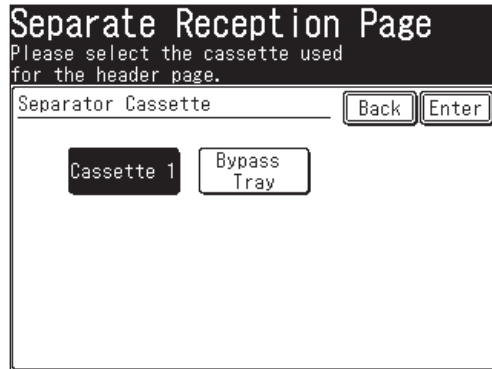 Separate Reception Page
Please select the cassette used
for the header page.
Separator Cassette
Back
Enter
Cassette 1
Bypass
Tray